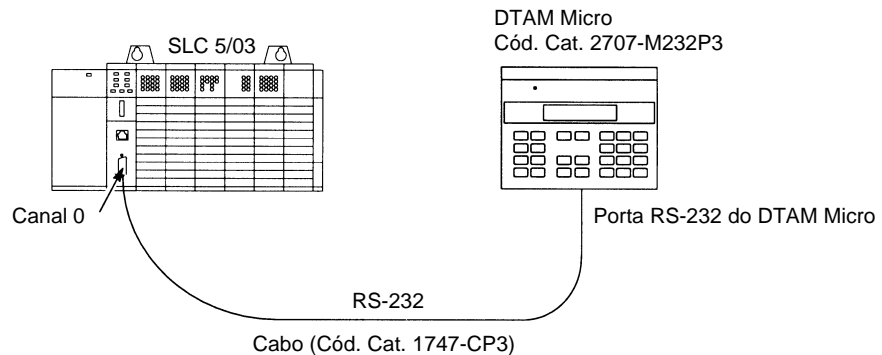 DTAM Micro
Cód. Cat. 2707-M232P3
SLC 5/03
Canal 0
Porta RS-232 do DTAM Micro
RS-232
Cabo (Cód. Cat. 1747-CP3)